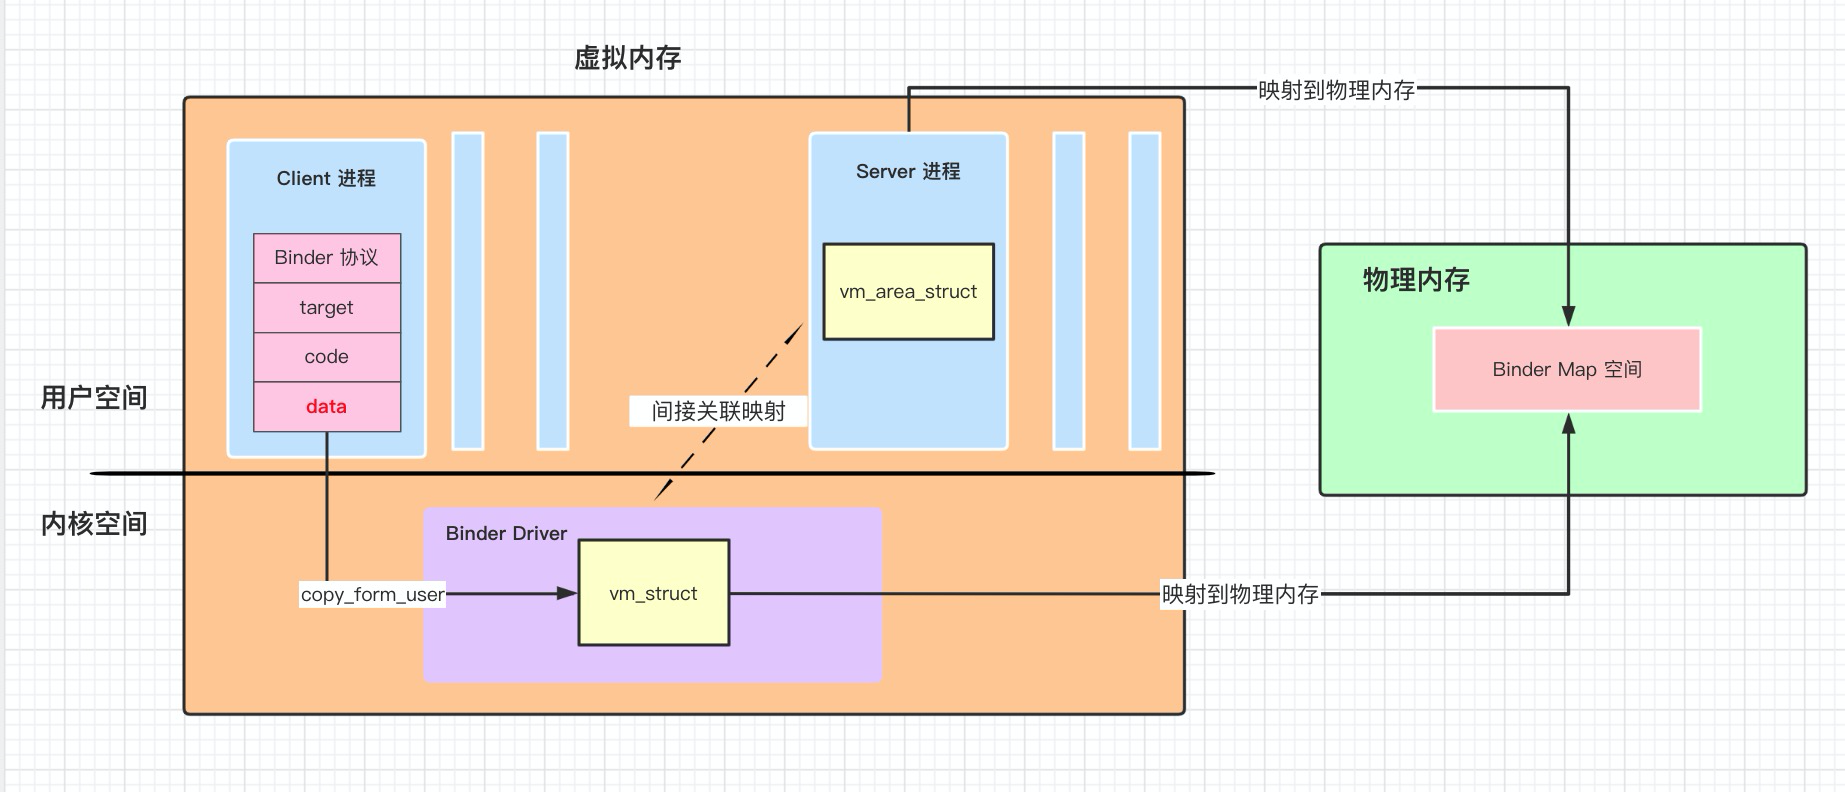 虚拟内存
映射到物理内存
Client 进程
Server 进程
Binder 协议
target
code
data
vm_area_struct
物理内存
Binder Map 空间
用户空间
间接关联映射
内核空间
Binder Driver
copy_form_user
vm_struct
映射到物理内存